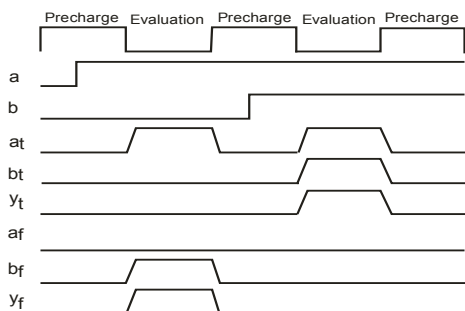 Precharge Evaluation Precharge Evaluation Precharge
a
b
at
bt
yt
af
bf
yf